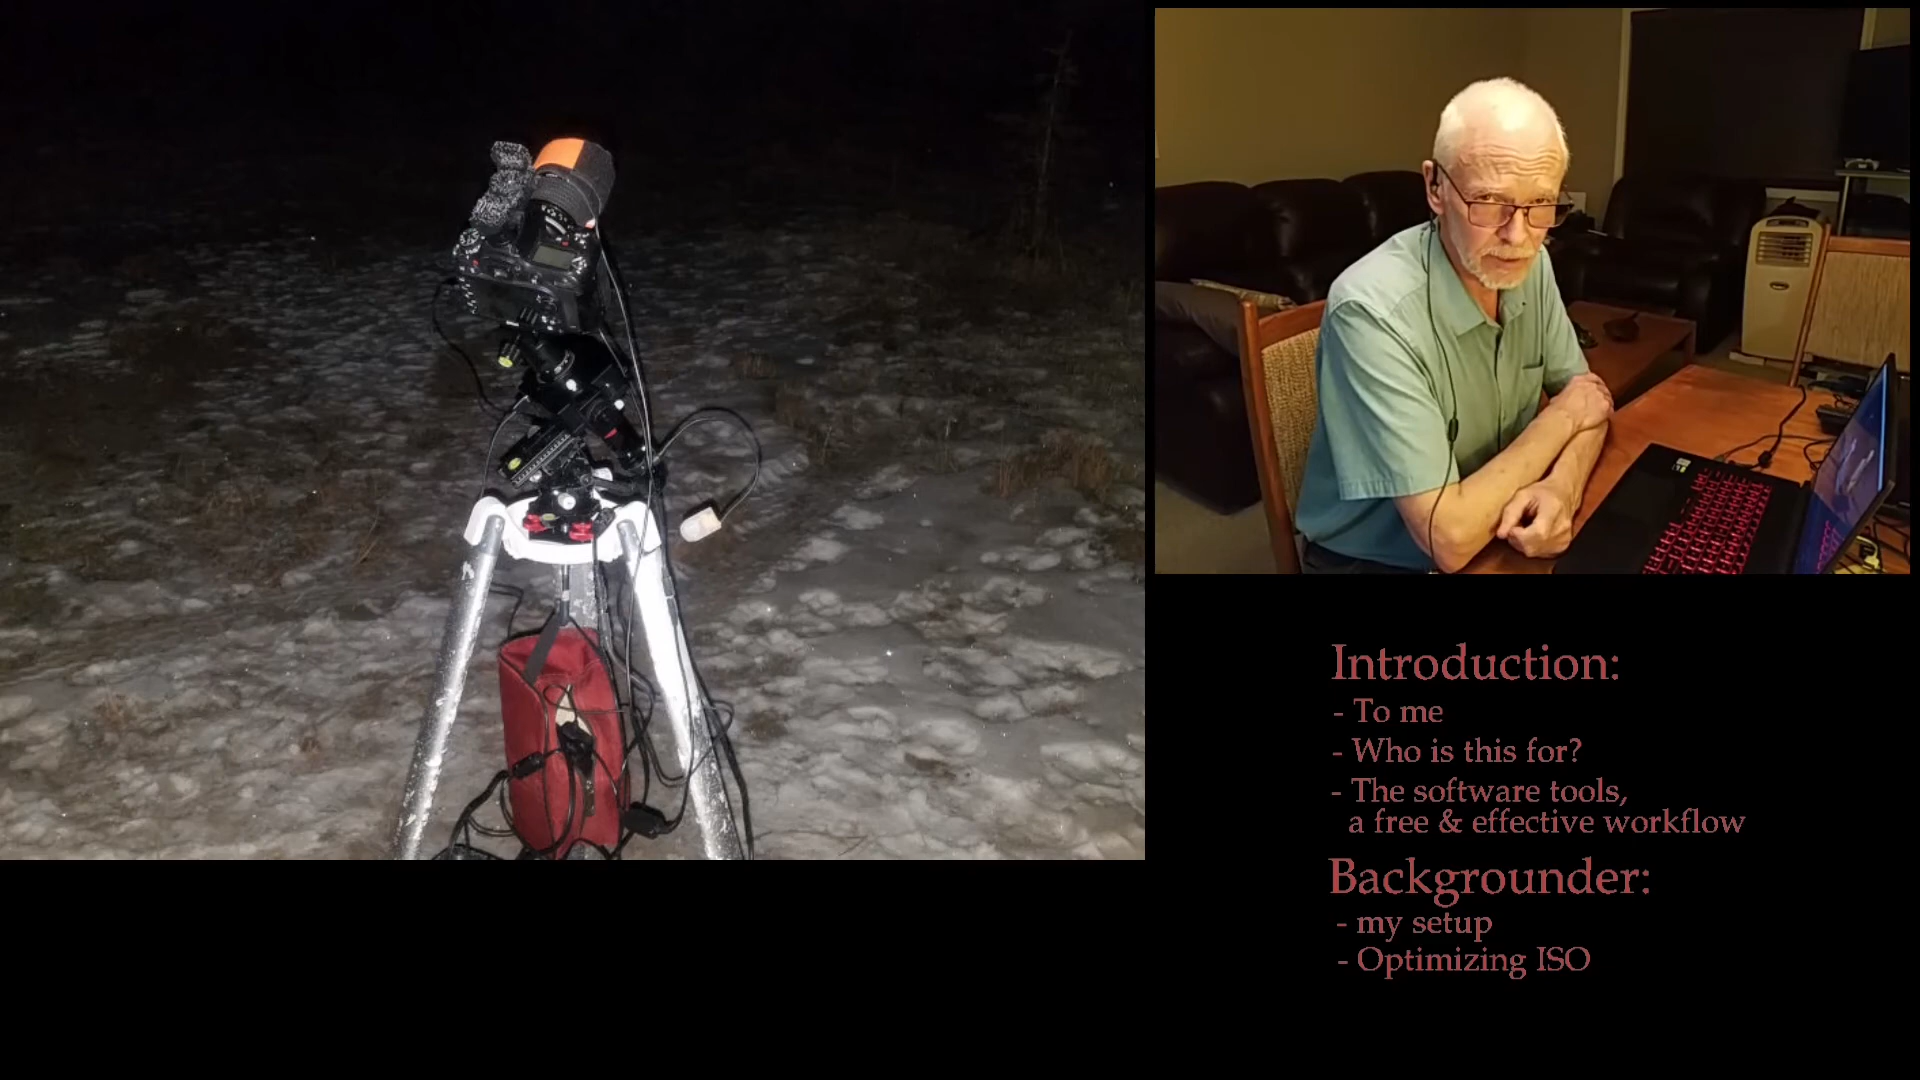 Introduction:
- To me
- Who is this for?
- The software tools,
a free & effective workflow
Backgrounder:
- my setup
- Optimizing ISO